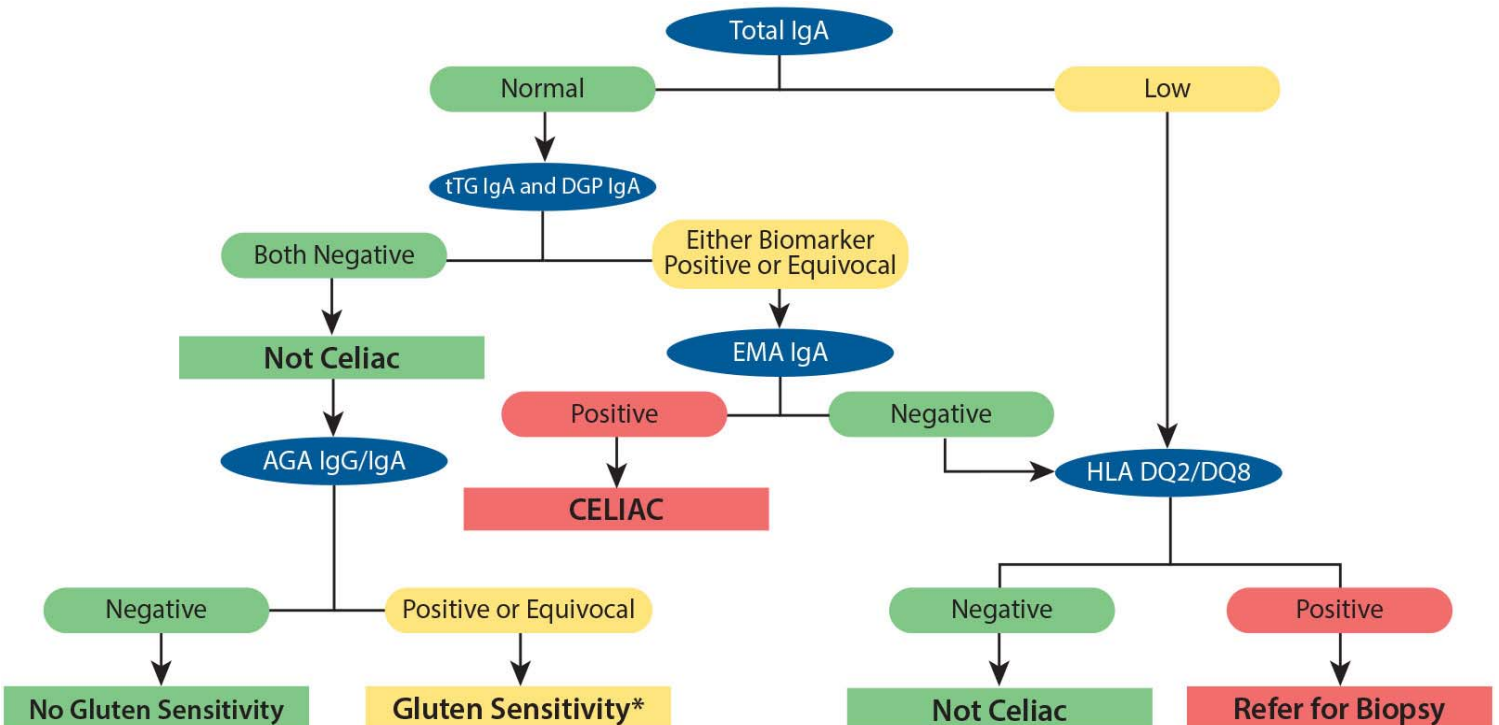 Total IgA
Normal
Low
tTG IgA and DGP IgA
Both Negative
Either Biomarker
Positive or Equivocal
Not Celiac
EMA IgA
Positive
Negative
AGA IgG/IgA
HLA DQ2/DQ8
CELIAC
Negative
Positive or Equivocal
Negative
Positive
No Gluten Sensitivity
Gluten Sensitivity*
Not Celiac
Refer for Biopsy